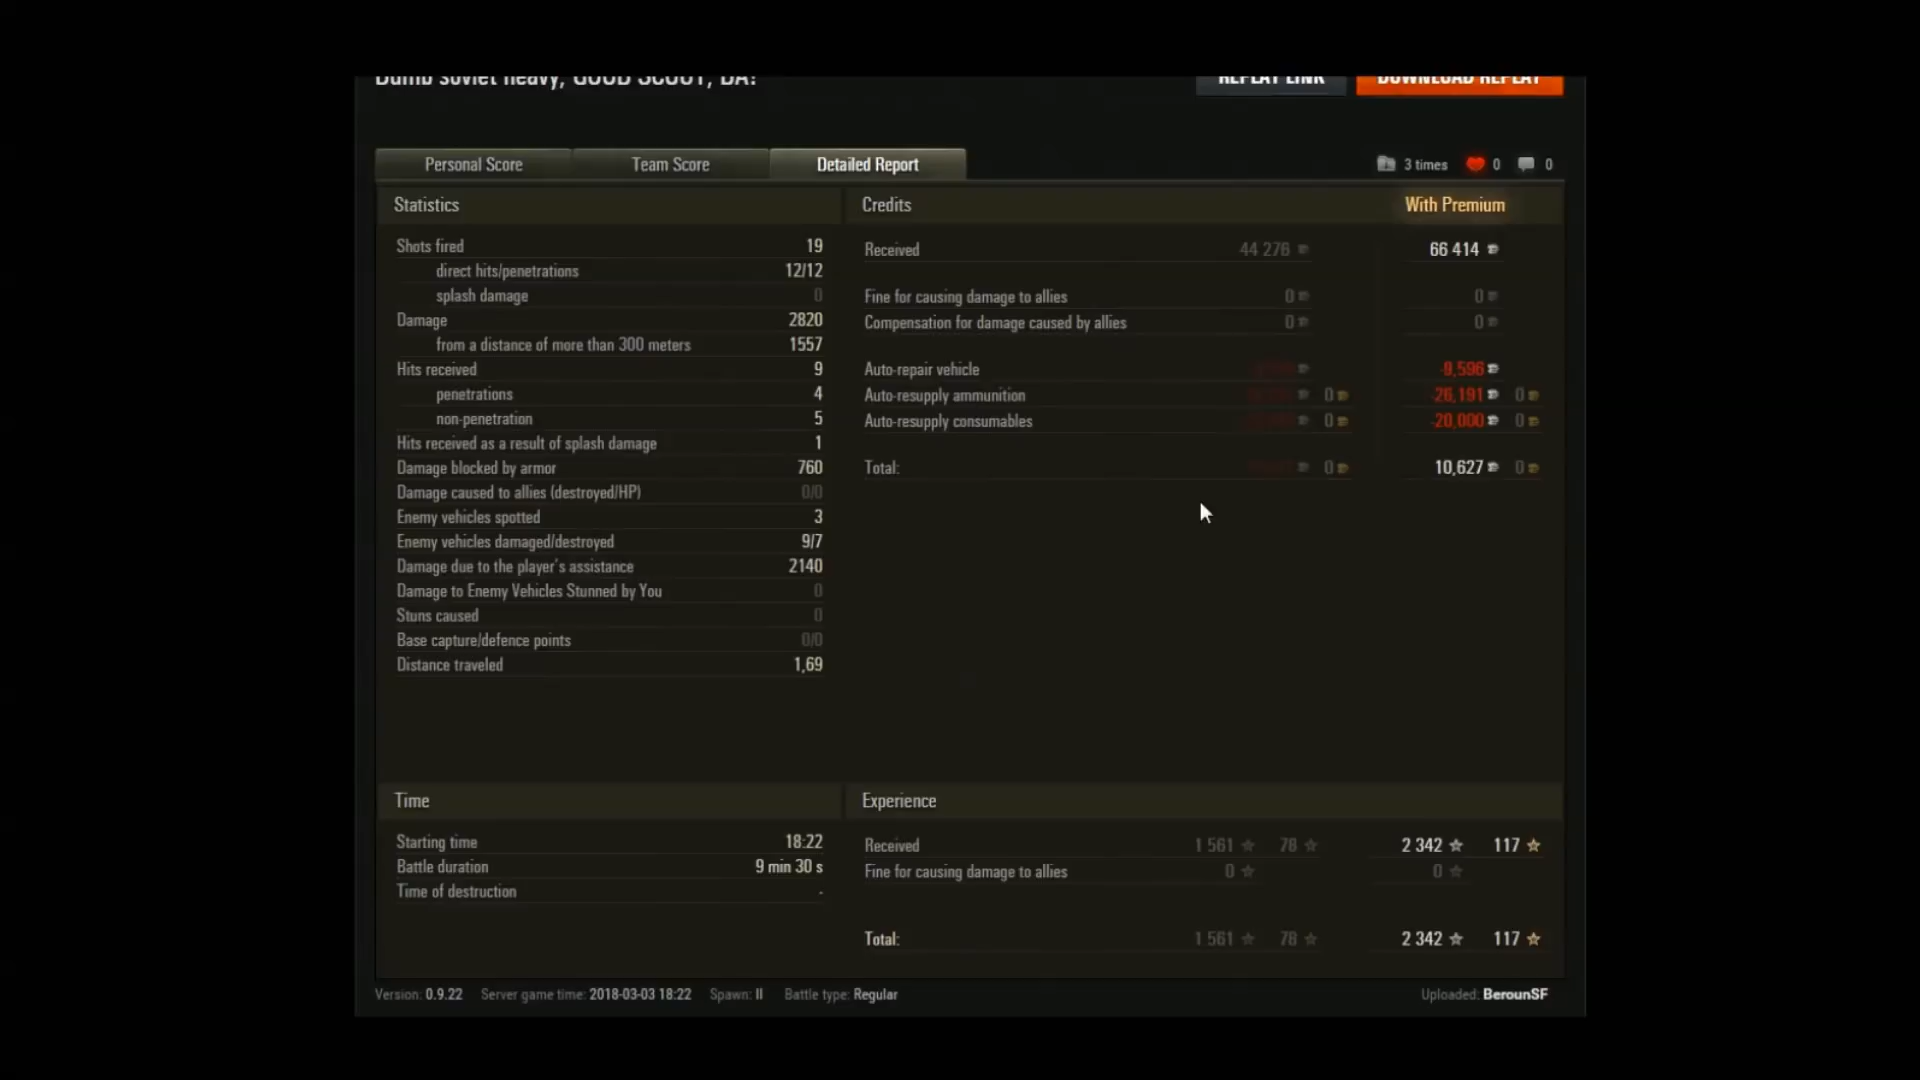 Dumb soviet heavy, GOOD SCOUT, DA!
REPLAY LINK
DOWNLOAD REPLAY
Personal Score Team Score Detailed Report 3 times 0 0
Statistics
Shots fired 19
direct hits/penetrations 12/12
splash damage 0
Damage 2820
from a distance of more than 300 meters 1557
Hits received 9
penetrations 4
non-penetration 5
Hits received as a result of splash damage 1
Damage blocked by armor 760
Damage caused to allies (destroyed/HP) 0/0
Enemy vehicles spotted 3
Enemy vehicles damaged/destroyed 9/7
Damage due to the player's assistance 2140
Damage to Enemy Vehicles Stunned by You 0
Stuns caused 0
Base capture/defence points 0/0
Distance traveled 1,69
Credits With Premium
Received 44 276 66 414
Fine for causing damage to allies 0 0
Compensation for damage caused by allies 0 0
Auto-repair vehicle -9,596
Auto-resupply ammunition 0 -26,191 0
Auto-resupply consumables 0 -20,000 0
Total: 0 10,627 0
Time
Starting time 18:22
Battle duration 9 min 30 s
Time of destruction -
Experience
Received 1 561 78 2 342 117
Fine for causing damage to allies 0 0
Total: 1 561 78 2 342 117
Version: 0.9.22 Server game time: 2018-03-03 18:22 Spawn: II Battle type: Regular Uploaded: BerounSF